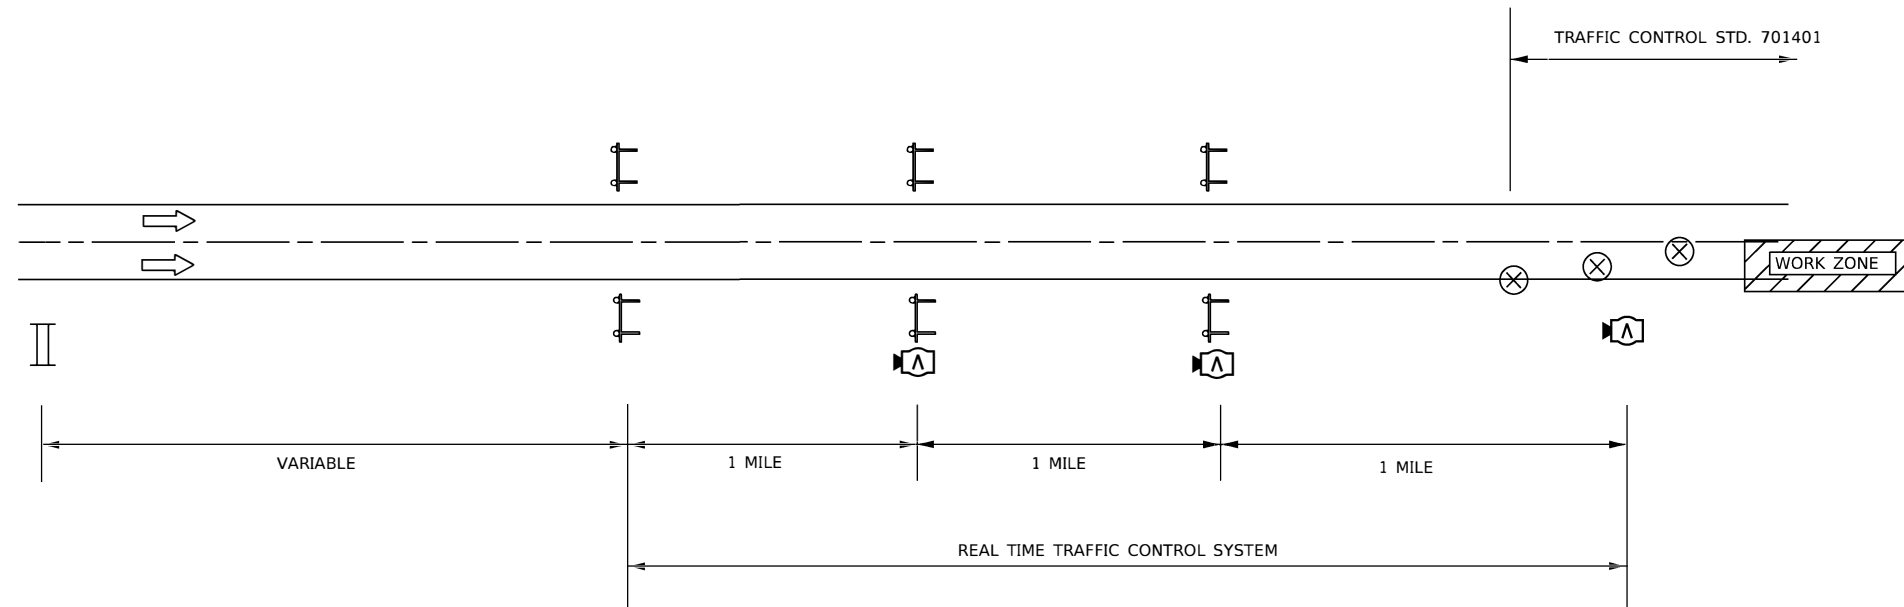 TRAFFIC CONTROL STD. 701401
WORK ZONE
VARIABLE
1 MILE
1 MILE
1 MILE
REAL TIME TRAFFIC CONTROL SYSTEM